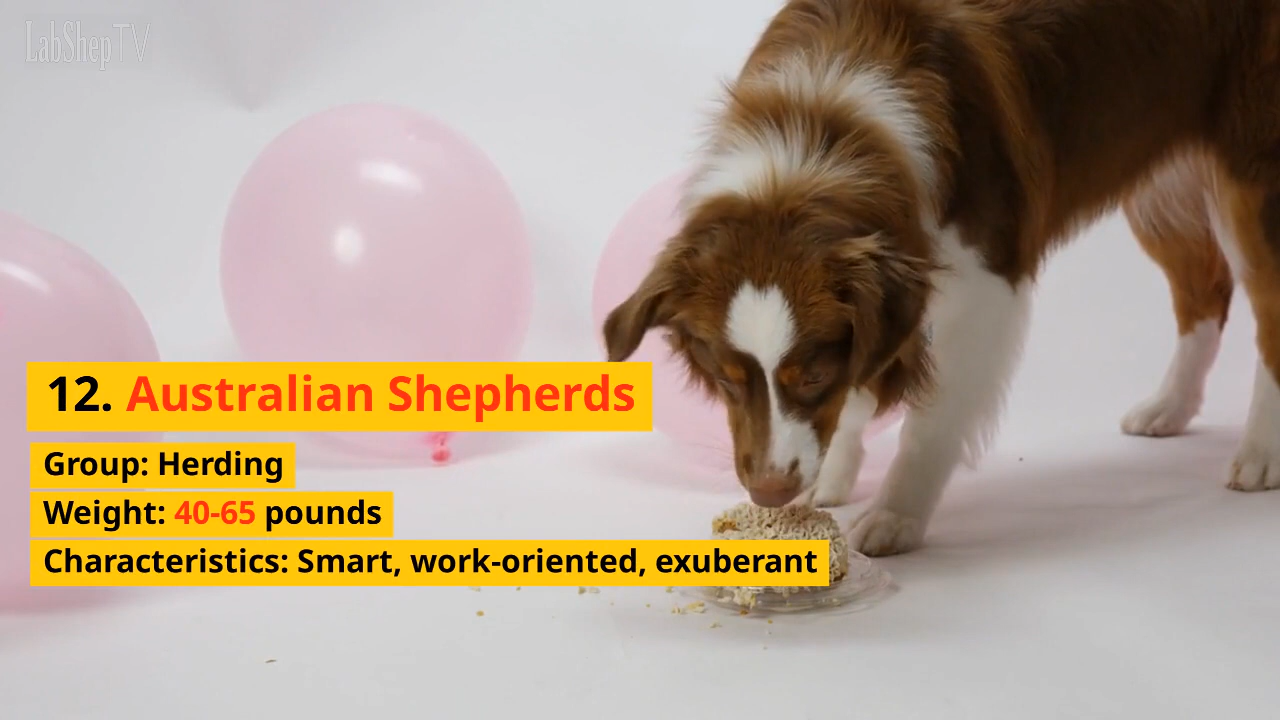 LabShepTV
12. Australian Shepherds
Group: Herding
Weight: 40-65 pounds
Characteristics: Smart, work-oriented, exuberant